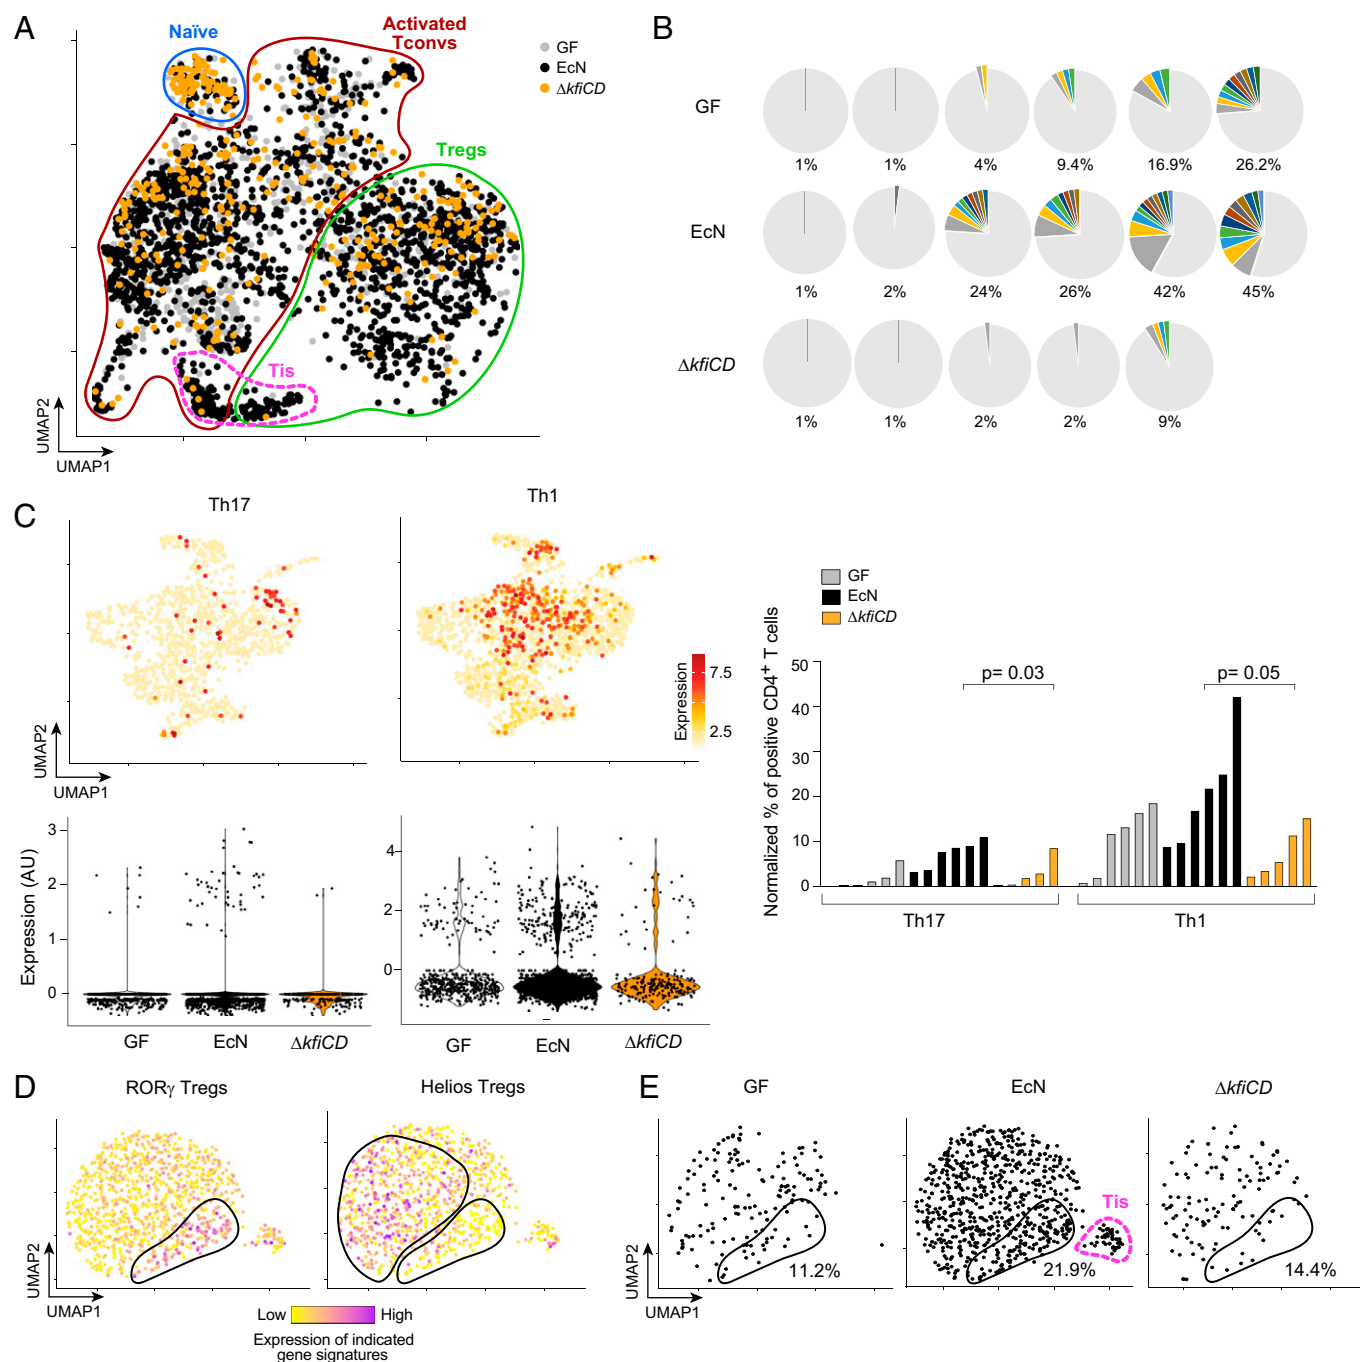 A
Naïve
Activated
Tconvs
GF
EcN
ΔkfiCD
Tregs
Tis
UMAP2
UMAP1
B
GF
1% 1% 4% 9.4% 16.9% 26.2%
EcN
1% 2% 24% 26% 42% 45%
ΔkfiCD
1% 1% 2% 2% 9%
C
Th17
Th1
Expression
7.5
2.5
UMAP2
UMAP1
Expression (AU)
3
2
1
0
GF EcN ΔkfiCD
4
2
0
GF EcN ΔkfiCD
GF
EcN
ΔkfiCD
Normalized % of positive CD4+ T cells
50
40
30
20
10
0
p= 0.03
p= 0.05
Th17
Th1
D
RORγ Tregs
Helios Tregs
UMAP2
UMAP1
Low High
Expression of indicated
gene signatures
E
GF EcN ΔkfiCD
Tis
11.2% 21.9% 14.4%
UMAP2
UMAP1